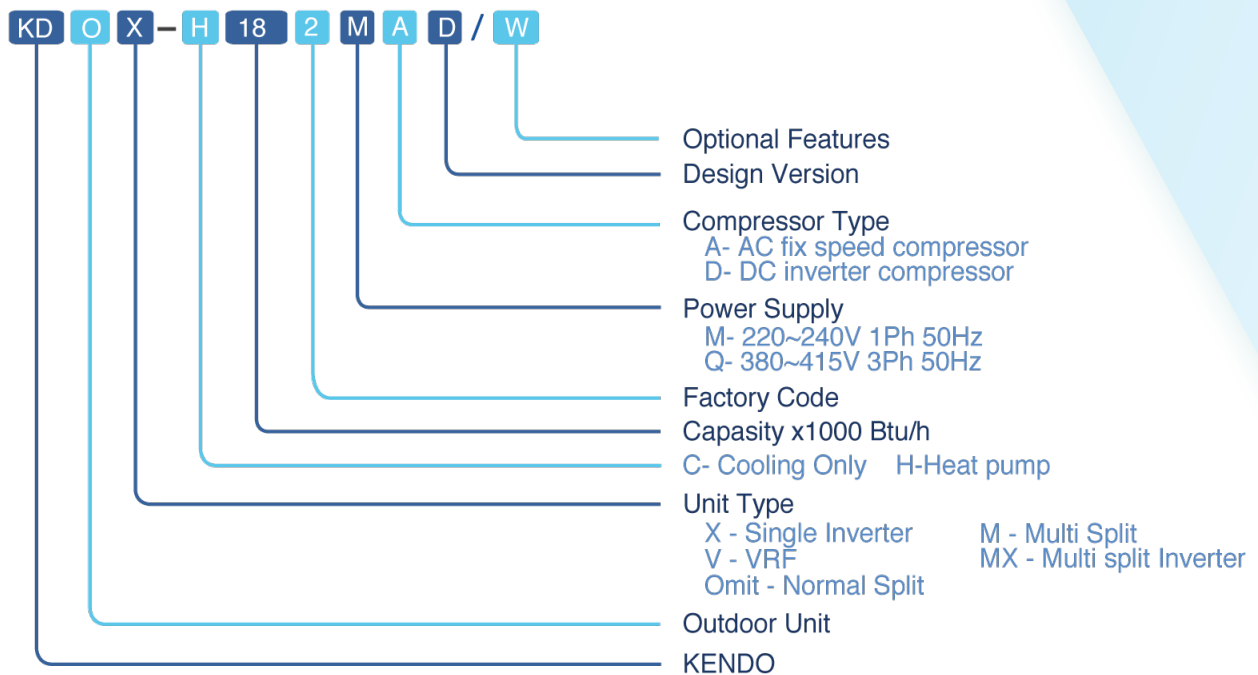 KD O X - H 18 2 M A D / W
Optional Features
Design Version
Compressor Type
A- AC fix speed compressor
D- DC inverter compressor
Power Supply
M- 220~240V 1Ph 50Hz
Q- 380~415V 3Ph 50Hz
Factory Code
Capasity x1000 Btu/h
C- Cooling Only H-Heat pump
Unit Type
X - Single Inverter M - Multi Split
V - VRF MX - Multi split Inverter
Omit - Normal Split
Outdoor Unit
KENDO